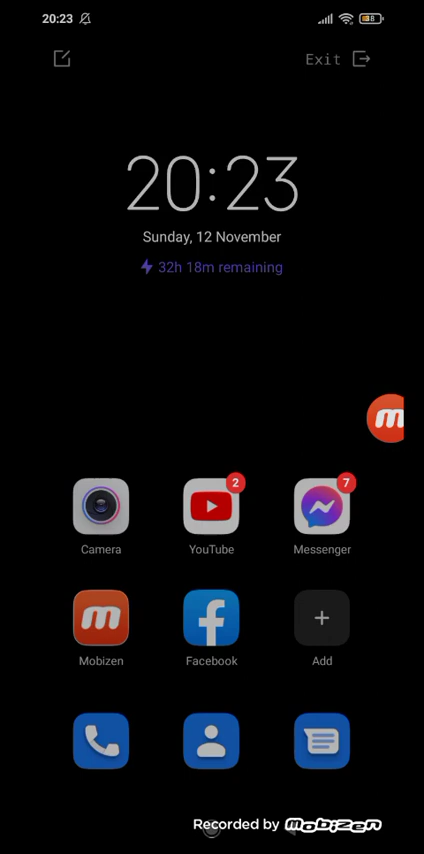 20:23
38
Exit
20:23
Sunday, 12 November
32h 18m remaining
m
2
7
Camera
YouTube
Messenger
m
+
Mobizen
Facebook
Add
Recorded by mobizen